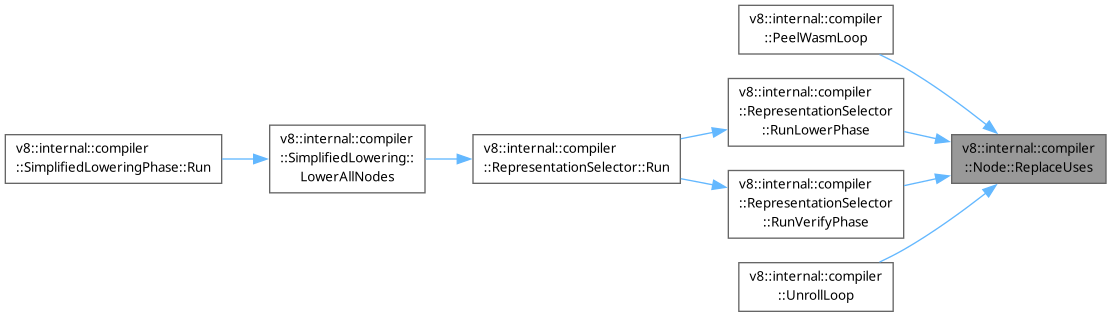 v8::internal::compiler
::PeelWasmLoop
v8::internal::compiler
::RepresentationSelector
::RunLowerPhase
v8::internal::compiler
::SimplifiedLoweringPhase::Run
v8::internal::compiler
::SimplifiedLowering::
LowerAllNodes
v8::internal::compiler
::RepresentationSelector::Run
v8::internal::compiler
::Node::ReplaceUses
v8::internal::compiler
::RepresentationSelector
::RunVerifyPhase
v8::internal::compiler
::UnrollLoop